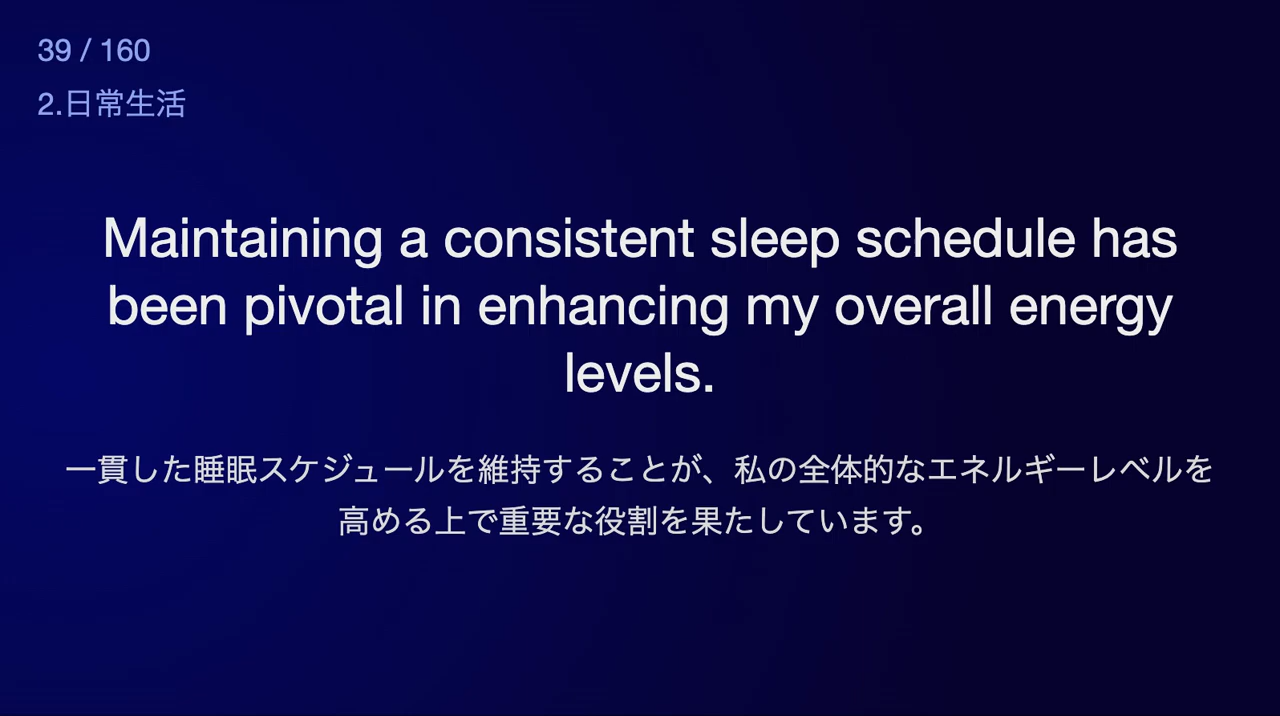 39 / 160
2.日常生活
Maintaining a consistent sleep schedule has
been pivotal in enhancing my overall energy
levels.
一貫した睡眠スケジュールを維持することが、私の全体的なエネルギーレベルを
高める上で重要な役割を果たしています。